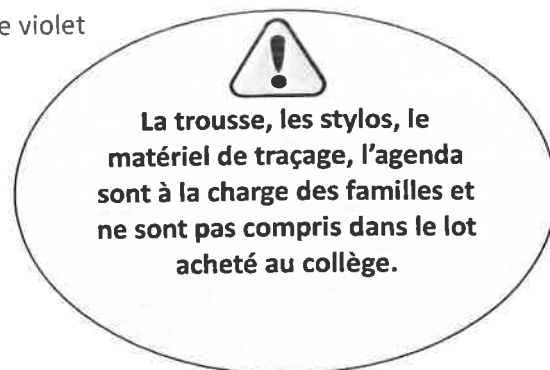 e violet
La trousse, les stylos, le
matériel de traçage, l'agenda
sont à la charge des familles et
ne sont pas compris dans le lot
acheté au collège.